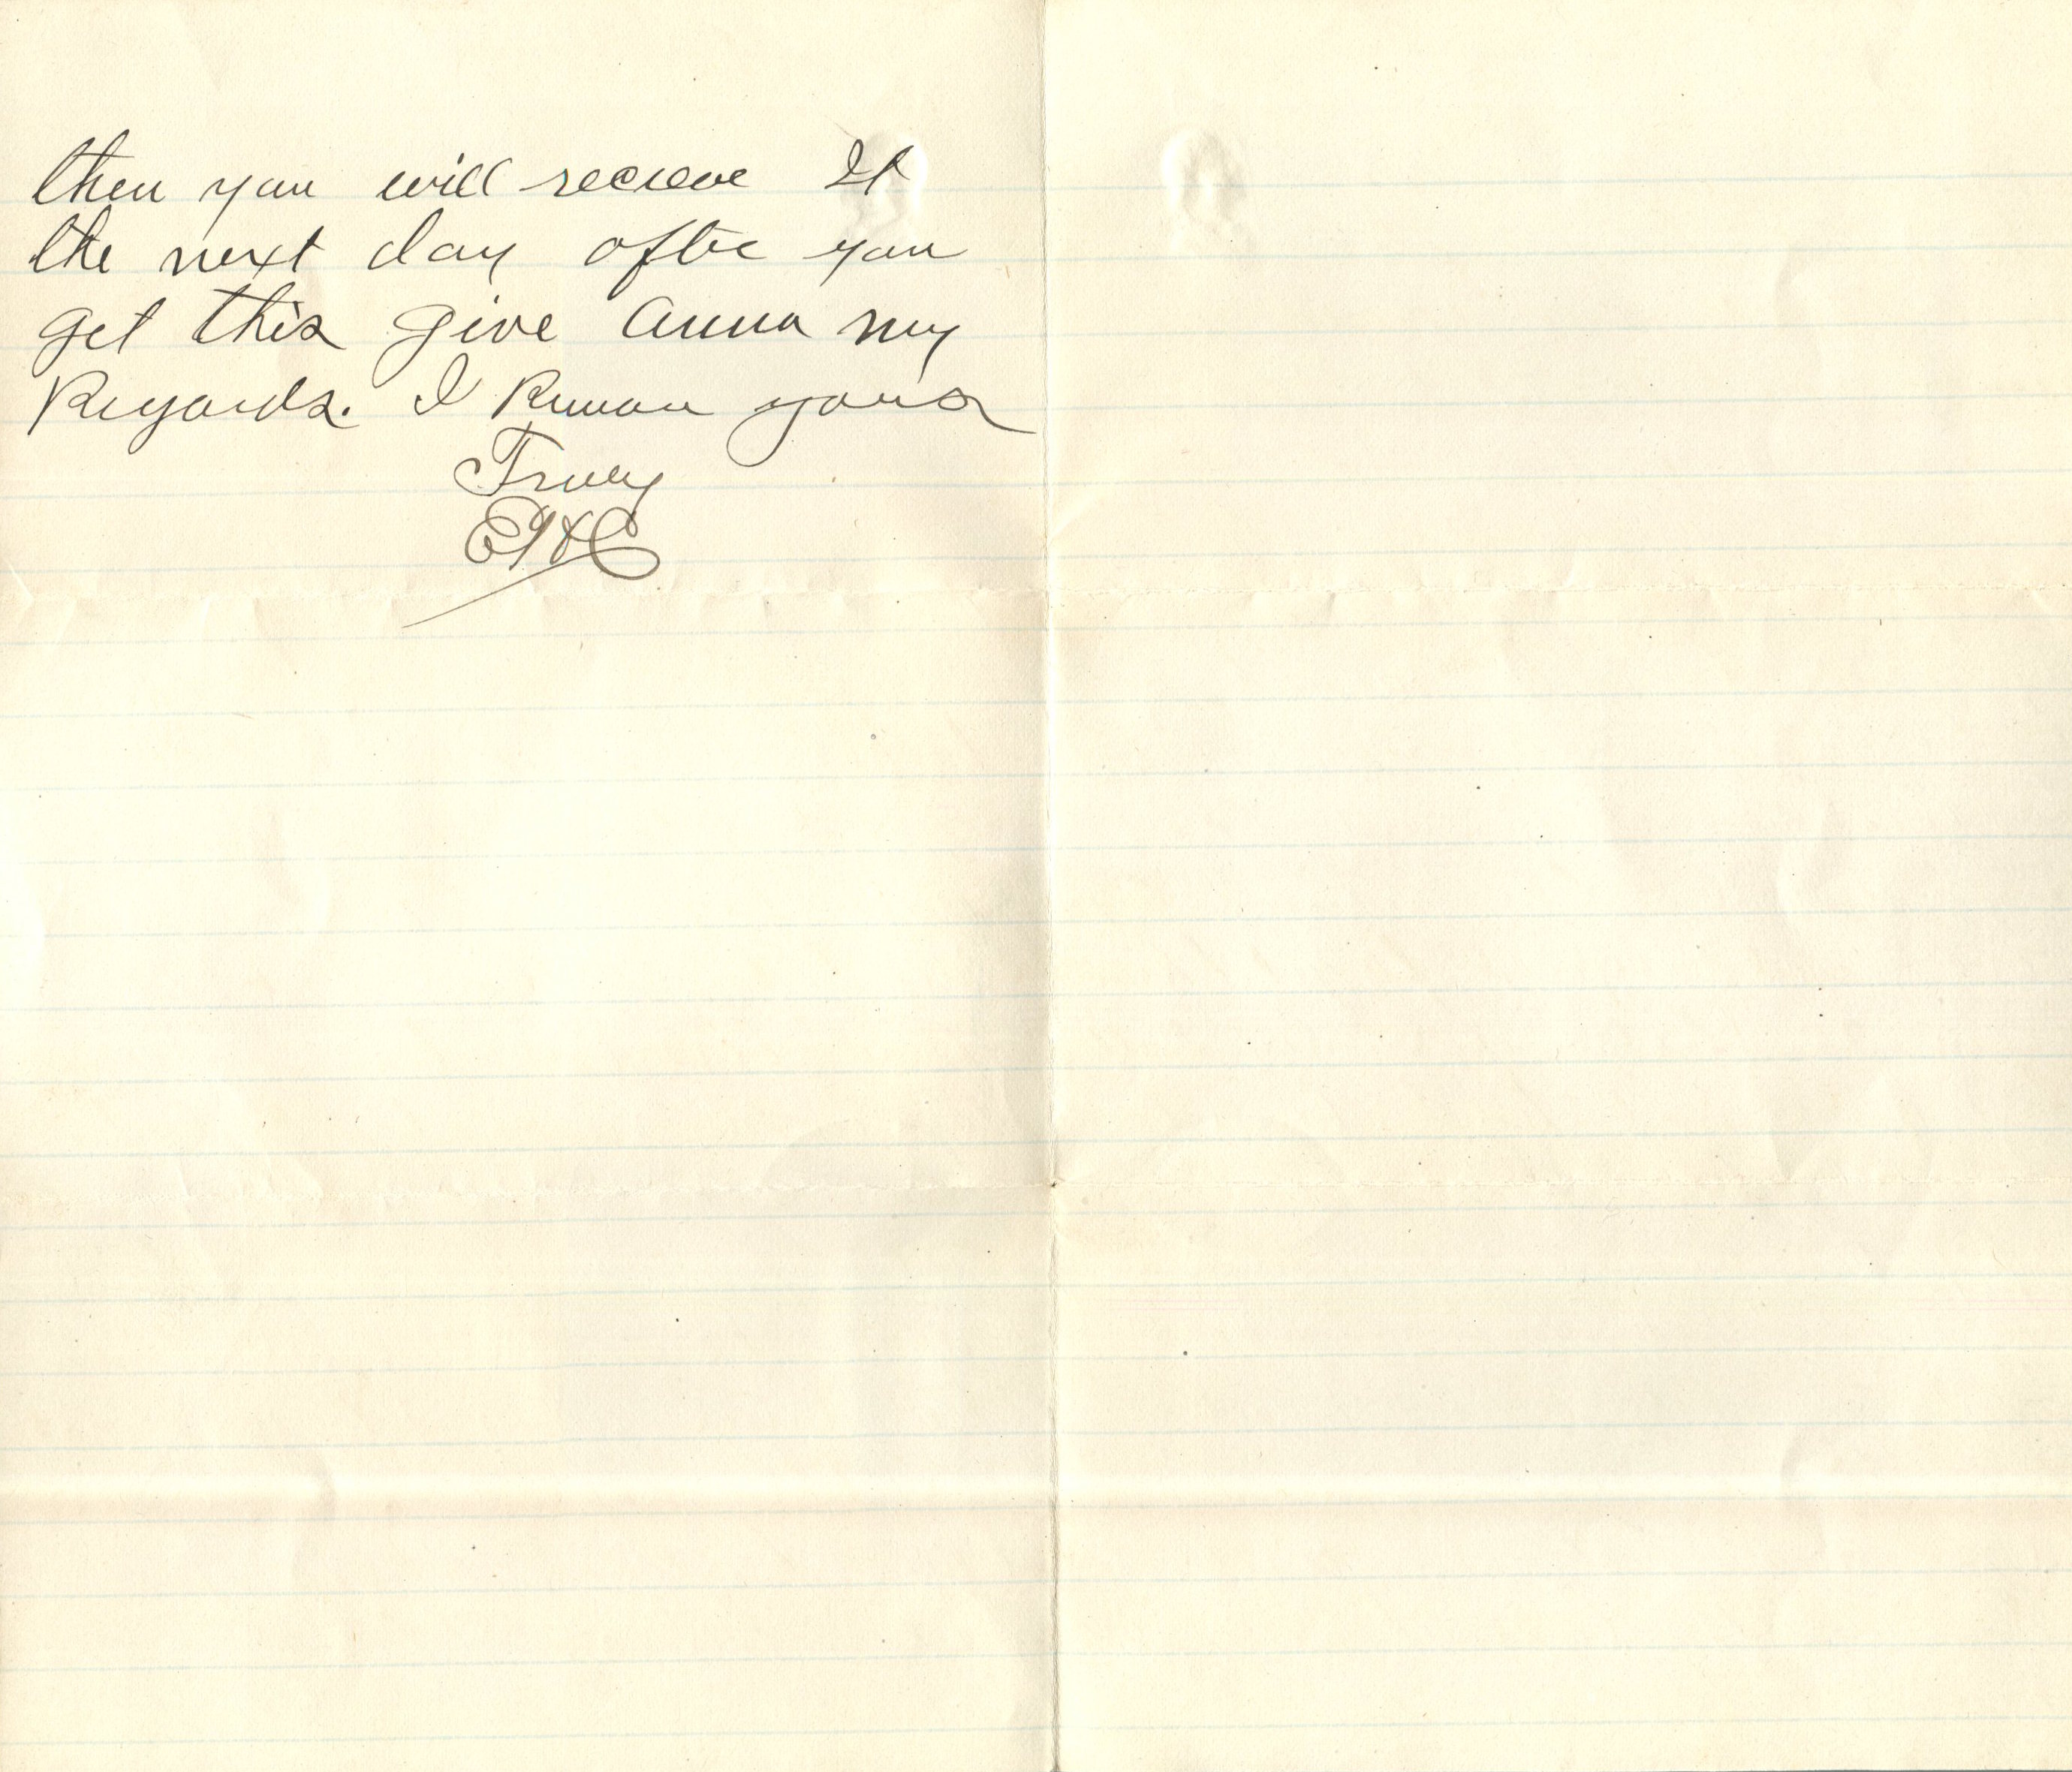 then you will recieve It
the next day after you
get this give Anna my
Regards. I Remain yours
Truly